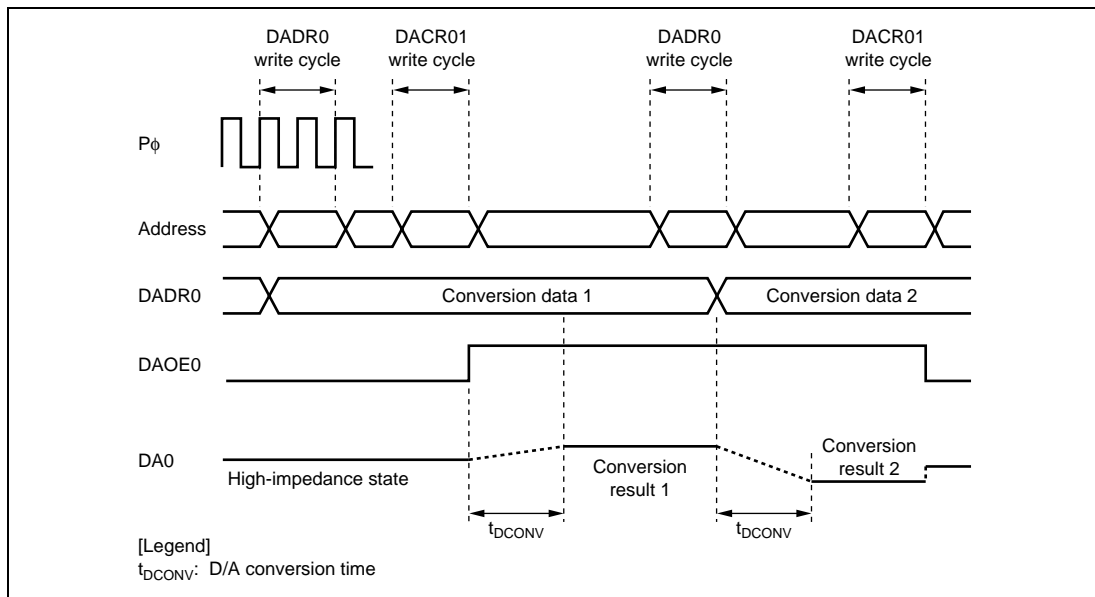 DADR0
write cycle
DACR01
write cycle
DADR0
write cycle
DACR01
write cycle
Pϕ
Address
DADR0
Conversion data 1
Conversion data 2
DAOE0
DA0
High-impedance state
Conversion
result 1
Conversion
result 2
tDCONV
tDCONV
[Legend]
tDCONV: D/A conversion time